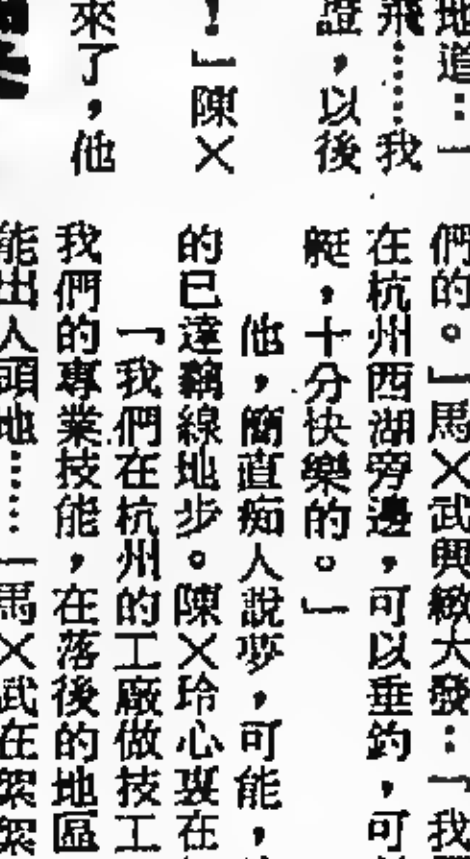 地道：「
飛……我
證，以後
！」陳×
來了，他
們的。」馬×武興緻大發：「我
在杭州西湖旁邊，可以垂釣，可
艇，十分快樂的。」
他，簡直痴人說夢，可能，
的已達藕線地步。陳×玲心裏在
「我們在杭州的工廠做技工
我們的專業技能，在落後的地區
能出人頭地……」馬×武在絮絮